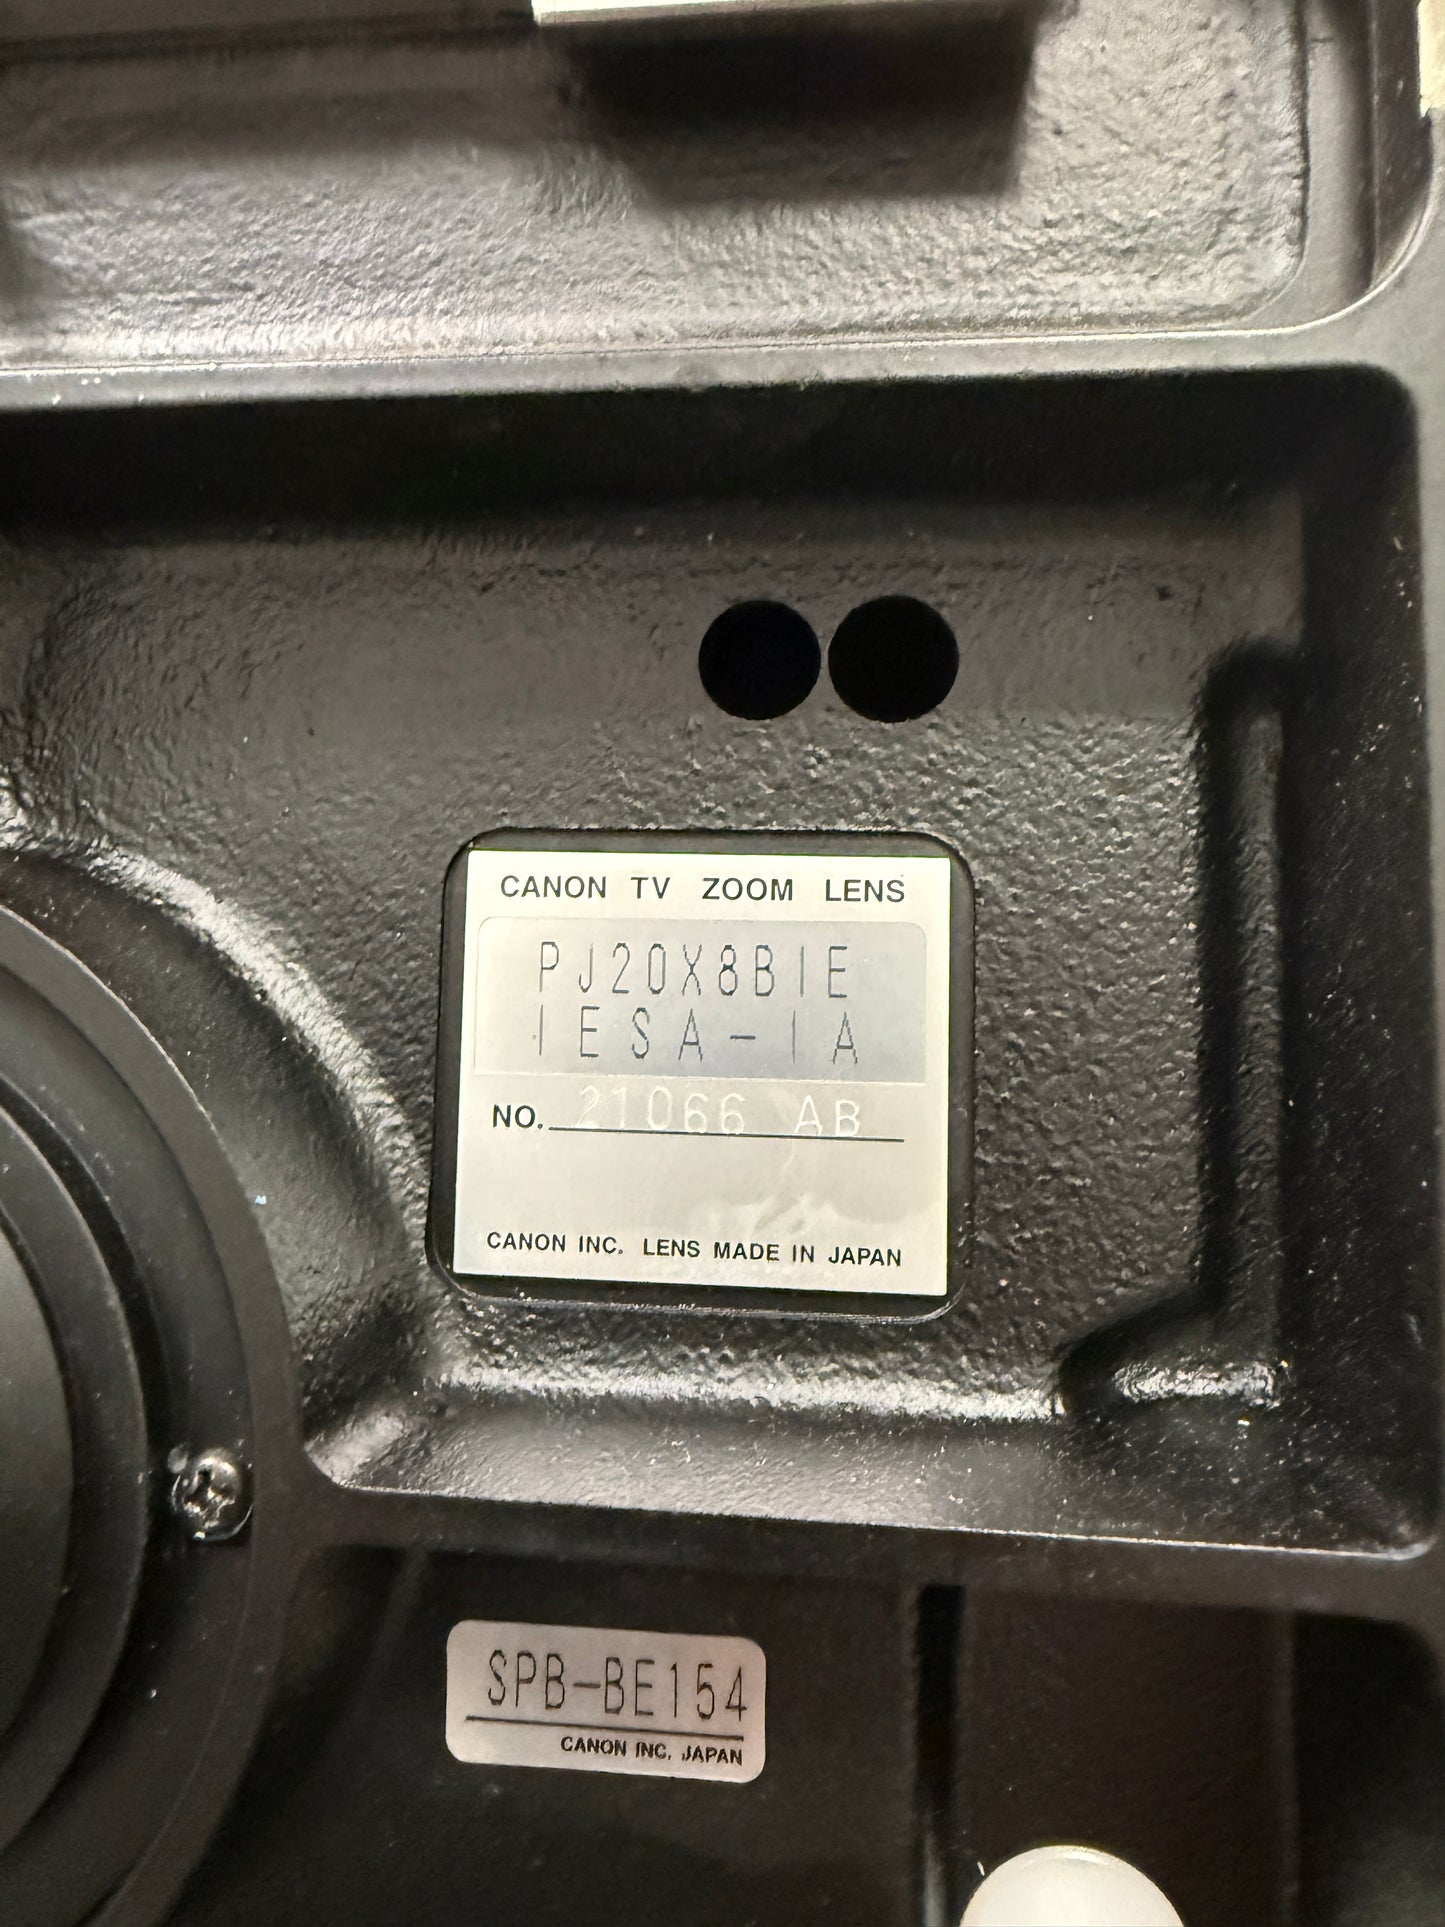 CANON TV ZOOM LENS
PJ20X8BIE
IESA-IA
NO. 21066 AB
CANON INC. LENS MADE IN JAPAN
SPB-BE154
CANON INC. JAPAN